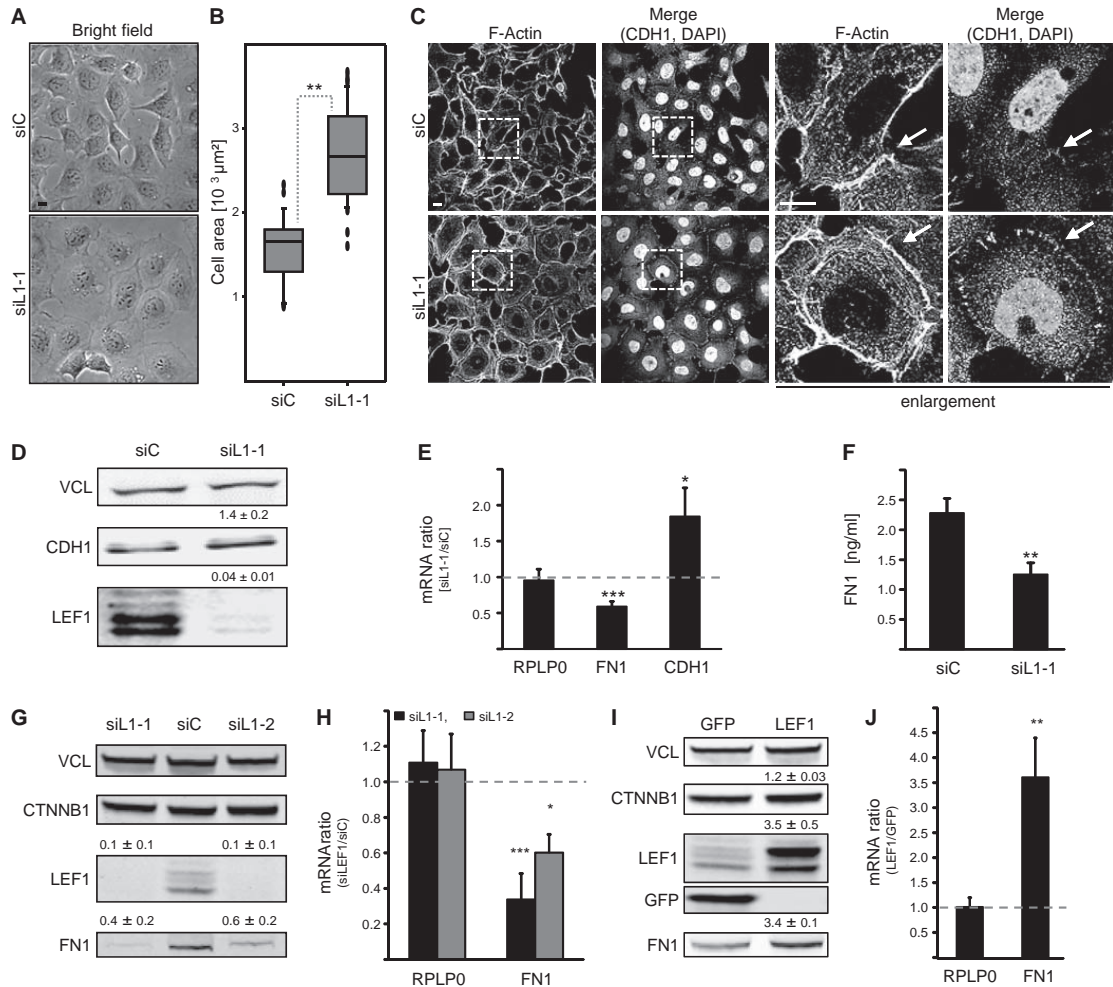 A
Bright field
siC
siL1-1
B
**
Cell area [10 ³ µm²]
3
2
1
siC
siL1-1
C
F-Actin
Merge
(CDH1, DAPI)
F-Actin
Merge
(CDH1, DAPI)
siC
siL1-1
enlargement
D
siC
siL1-1
VCL
1.4 ± 0.2
CDH1
0.04 ± 0.01
LEF1
E
mRNA ratio
[siL1-1/siC]
2.0
1.5
1.0
0.5
***
*
RPLP0
FN1
CDH1
F
FN1 [ng/ml]
2.5
2.0
1.5
1.0
0.5
**
siC
siL1-1
G
siL1-1
siC
siL1-2
VCL
CTNNB1
0.1 ± 0.1
0.1 ± 0.1
LEF1
0.4 ± 0.2
0.6 ± 0.2
FN1
H
siL1-1,
siL1-2
mRNA ratio
(siLEF1/siC)
1.2
1.0
0.8
0.6
0.4
0.2
***
*
RPLP0
FN1
I
GFP
LEF1
VCL
1.2 ± 0.03
CTNNB1
3.5 ± 0.5
LEF1
GFP
3.4 ± 0.1
FN1
J
mRNA ratio
(LEF1/GFP)
4.5
4.0
3.5
3.0
2.5
2.0
1.5
1.0
0.5
**
RPLP0
FN1